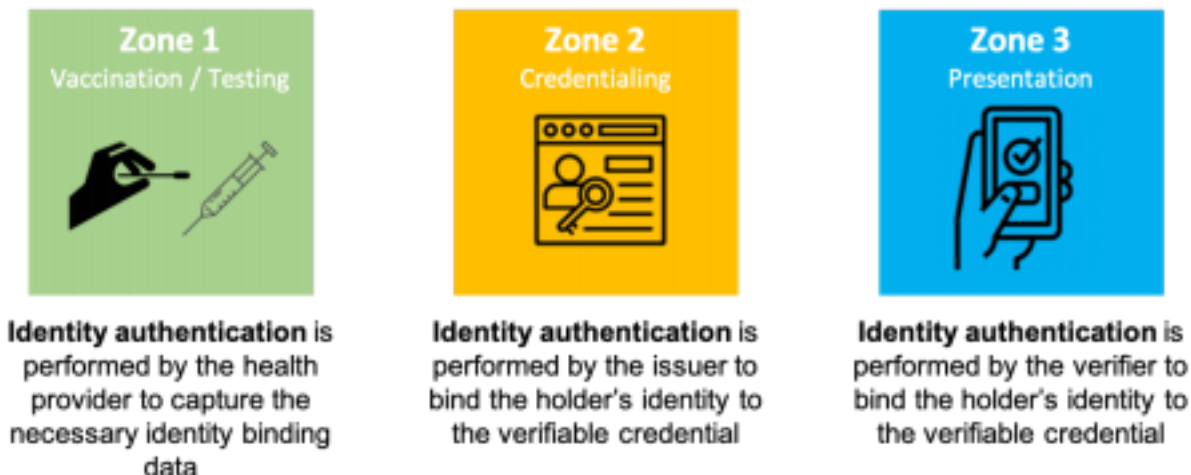 Zone 1
Vaccination / Testing
Identity authentication is
performed by the health
provider to capture the
necessary identity binding
data
Zone 2
Credentialing
Identity authentication is
performed by the issuer to
bind the holder's identity to
the verifiable credential
Zone 3
Presentation
Identity authentication is
performed by the verifier to
bind the holder's identity to
the verifiable credential